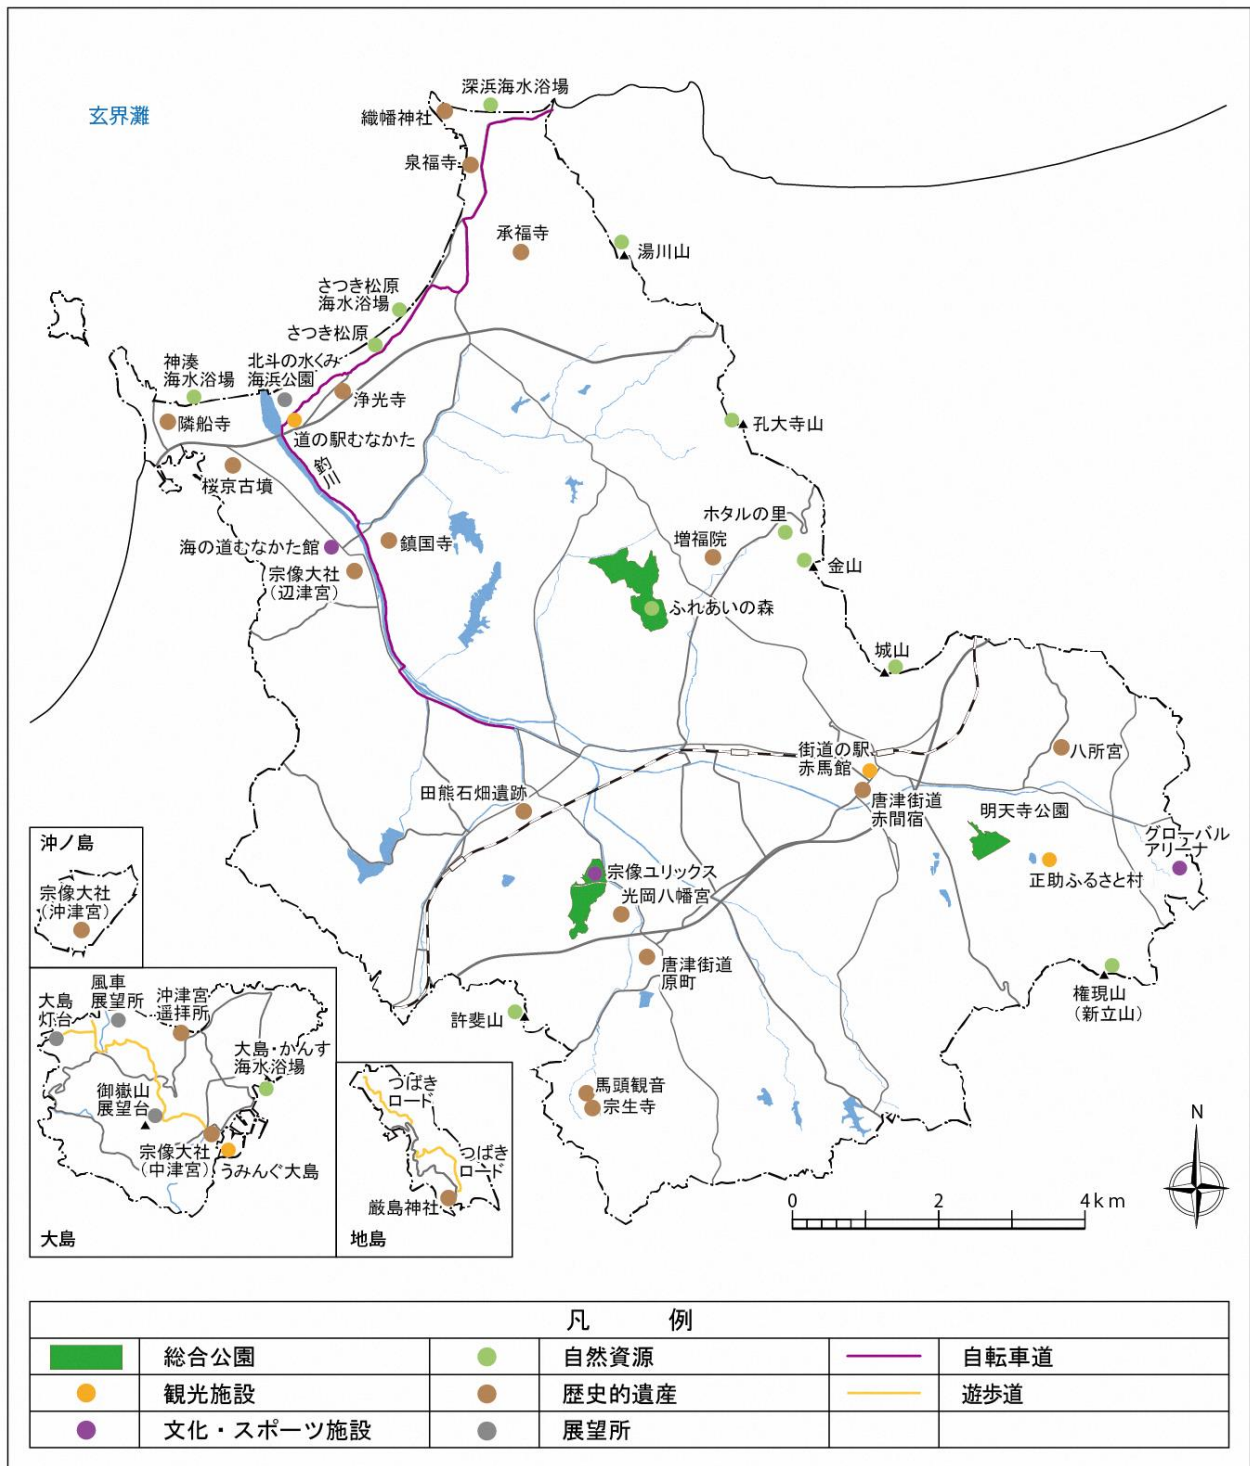 玄界灘
深浜海水浴場
織幡神社
泉福寺
承福寺
湯川山
さつき松原
海水浴場
さつき松原
神湊
海水浴場
北斗の水くみ
海浜公園
浄光寺
隣船寺
道の駅むなかた
孔大寺山
釣川
桜京古墳
ホタルの里
海の道むなかた館
鎮国寺
増福院
金山
宗像大社
(辺津宮)
ふれあいの森
城山
街道の駅
赤馬館
八所宮
田熊石畑遺跡
唐津街道
赤間宿
明天寺公園
グローバル
アリーナ
沖ノ島
宗像大社
(沖津宮)
宗像ユリックス
正助ふるさと村
光岡八幡宮
唐津街道
原町
権現山
(新立山)
許斐山
大島
灯台
風車
展望所
沖津宮
遥拝所
大島・かんす
海水浴場
御嶽山
展望台
宗像大社
(中津宮)
うみんぐ大島
大島
つばき
ロード
つばき
ロード
厳島神社
地島
馬頭観音
宗生寺
N
0 2 4km
凡 例
総合公園 自然資源 自転車道
観光施設 歴史的遺産 遊歩道
文化・スポーツ施設 展望所